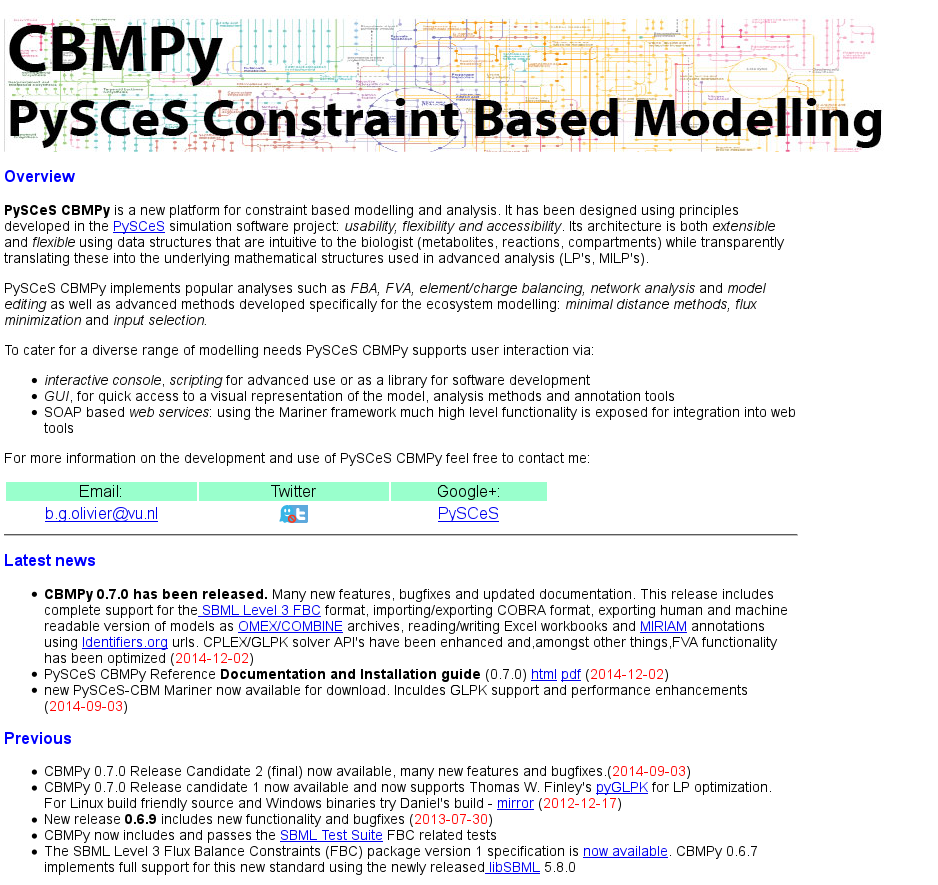 CBMPy
PySCeS Constraint Based Modelling
Overview
PySCeS CBMPy is a new platform for constraint based modelling and analysis. It has been designed using principles
developed in the PySCeS simulation software project: usability, flexibility and accessibility. Its architecture is both extensible
and flexible using data structures that are intuitive to the biologist (metabolites, reactions, compartments) while transparently
translating these into the underlying mathematical structures used in advanced analysis (LP's, MILP's).
PySCeS CBMPy implements popular analyses such as FBA, FVA, element/charge balancing, network analysis and model
editing as well as advanced methods developed specifically for the ecosystem modelling: minimal distance methods, flux
minimization and input selection.
To cater for a diverse range of modelling needs PySCeS CBMPy supports user interaction via:
• interactive console, scripting for advanced use or as a library for software development
• GUI, for quick access to a visual representation of the model, analysis methods and annotation tools
• SOAP based web services: using the Mariner framework much high level functionality is exposed for integration into web
tools
For more information on the development and use of PySCeS CBMPy feel free to contact me:
Email: Twitter Google+:
b.g.olivier@vu.nl PySCeS
Latest news
• CBMPy 0.7.0 has been released. Many new features, bugfixes and updated documentation. This release includes
complete support for the SBML Level 3 FBC format, importing/exporting COBRA format, exporting human and machine
readable version of models as OMEX/COMBINE archives, reading/writing Excel workbooks and MIRIAM annotations
using Identifiers.org urls. CPLEX/GLPK solver API's have been enhanced and,amongst other things,FVA functionality
has been optimized (2014-12-02)
• PySCeS CBMPy Reference Documentation and Installation guide (0.7.0) html pdf (2014-12-02)
• new PySCeS-CBM Mariner now available for download. Inculdes GLPK support and performance enhancements
(2014-09-03)
Previous
• CBMPy 0.7.0 Release Candidate 2 (final) now available, many new features and bugfixes.(2014-09-03)
• CBMPy 0.7.0 Release candidate 1 now available and now supports Thomas W. Finley's pyGLPK for LP optimization.
For Linux build friendly source and Windows binaries try Daniel's build - mirror (2012-12-17)
• New release 0.6.9 includes new functionality and bugfixes (2013-07-30)
• CBMPy now includes and passes the SBML Test Suite FBC related tests
• The SBML Level 3 Flux Balance Constraints (FBC) package version 1 specification is now available. CBMPy 0.6.7
implements full support for this new standard using the newly released libSBML 5.8.0